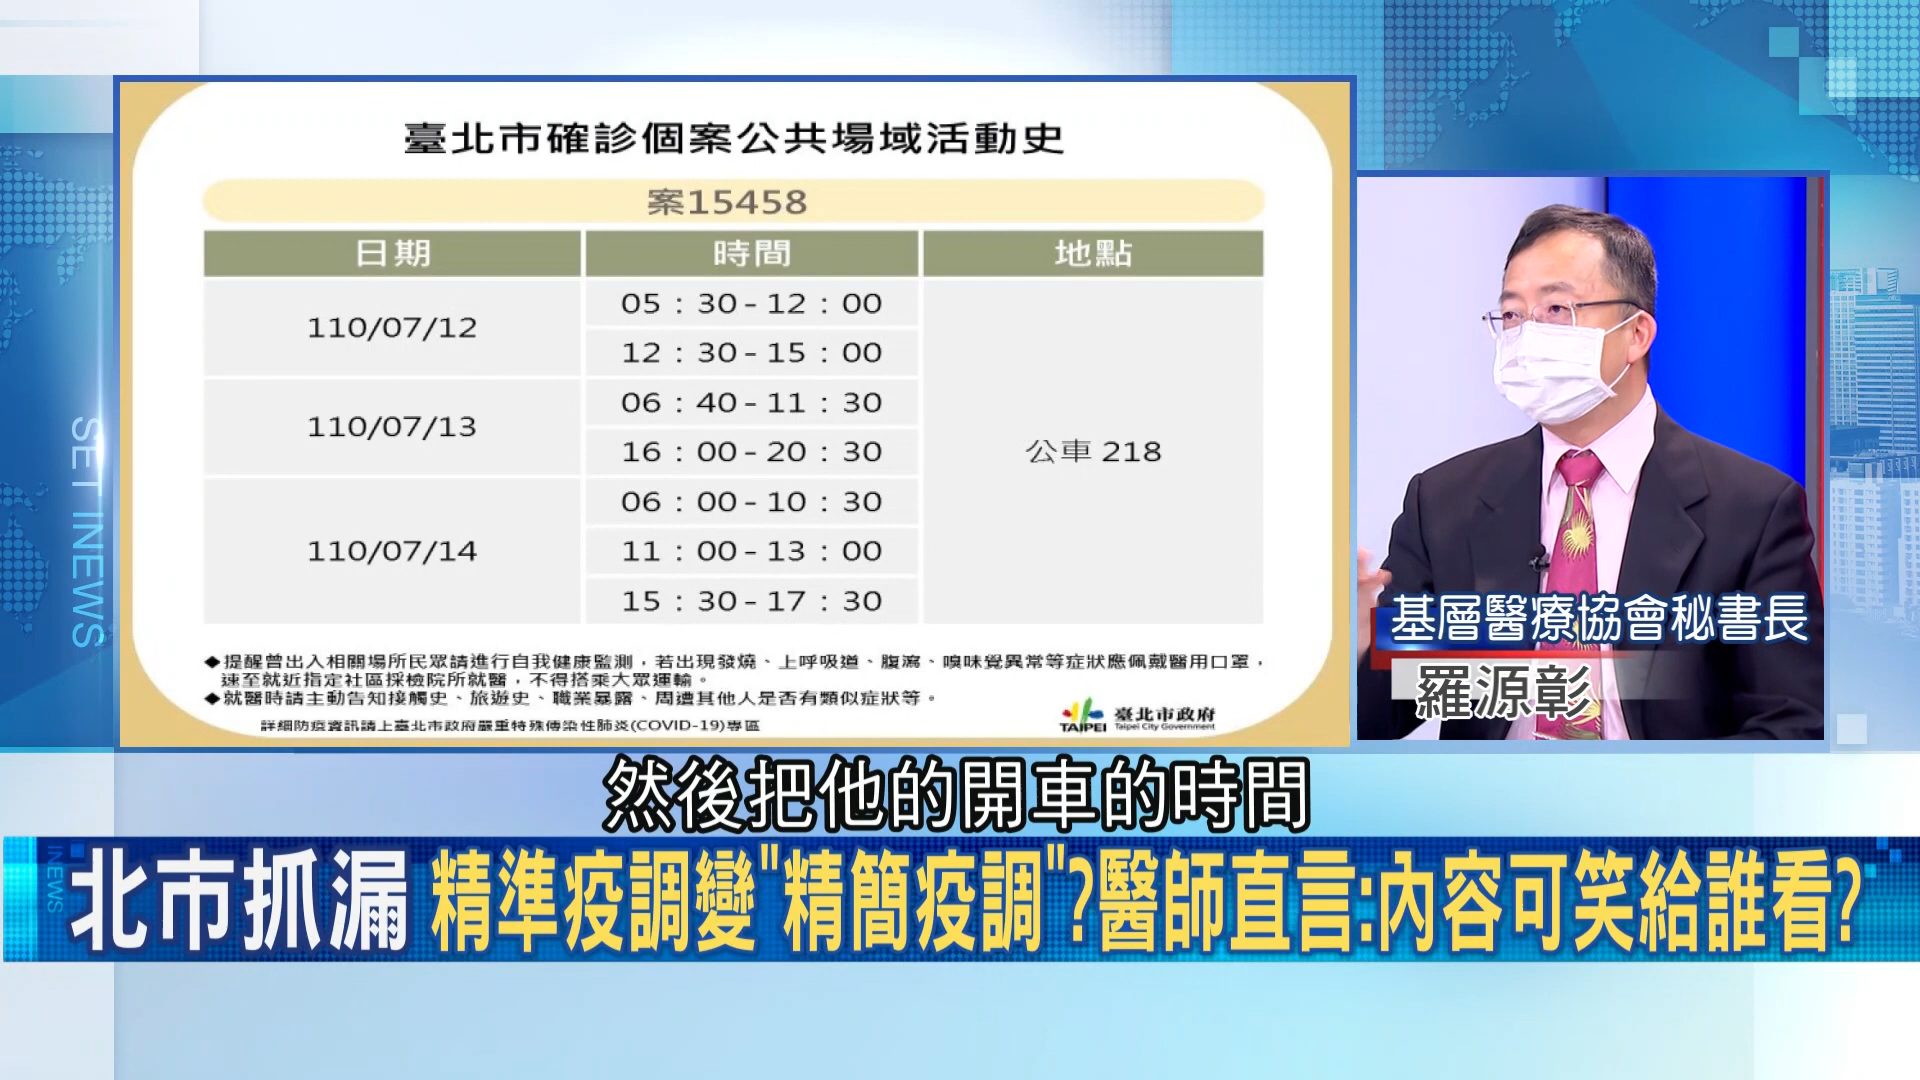 臺北市確診個案公共場域活動史
案15458
日期 時間 地點
110/07/12
05：30-12：00
12：30-15：00
110/07/13
06：40-11：30
16：00-20：30
110/07/14
06：00-10：30
11：00-13：00
15：30-17：30
公車 218
◆提醒曾出入相關場所民眾請進行自我健康監測，若出現發燒、上呼吸道、腹瀉、嗅味覺異常等症狀應佩戴醫用口罩，
速至就近指定社區採檢院所就醫，不得搭乘大眾運輸。
◆就醫時請主動告知接觸史、旅遊史、職業暴露、周遭其他人是否有類似症狀等。
詳細防疫資訊請上臺北市政府嚴重特殊傳染性肺炎(COVID-19)專區
TAIPEI 臺北市政府
Taipei City Government
基層醫療協會秘書長
羅源彰
SET INEWS
然後把他的開車的時間
INEWS
北市抓漏 精準疫調變"精簡疫調"?醫師直言:內容可笑給誰看?